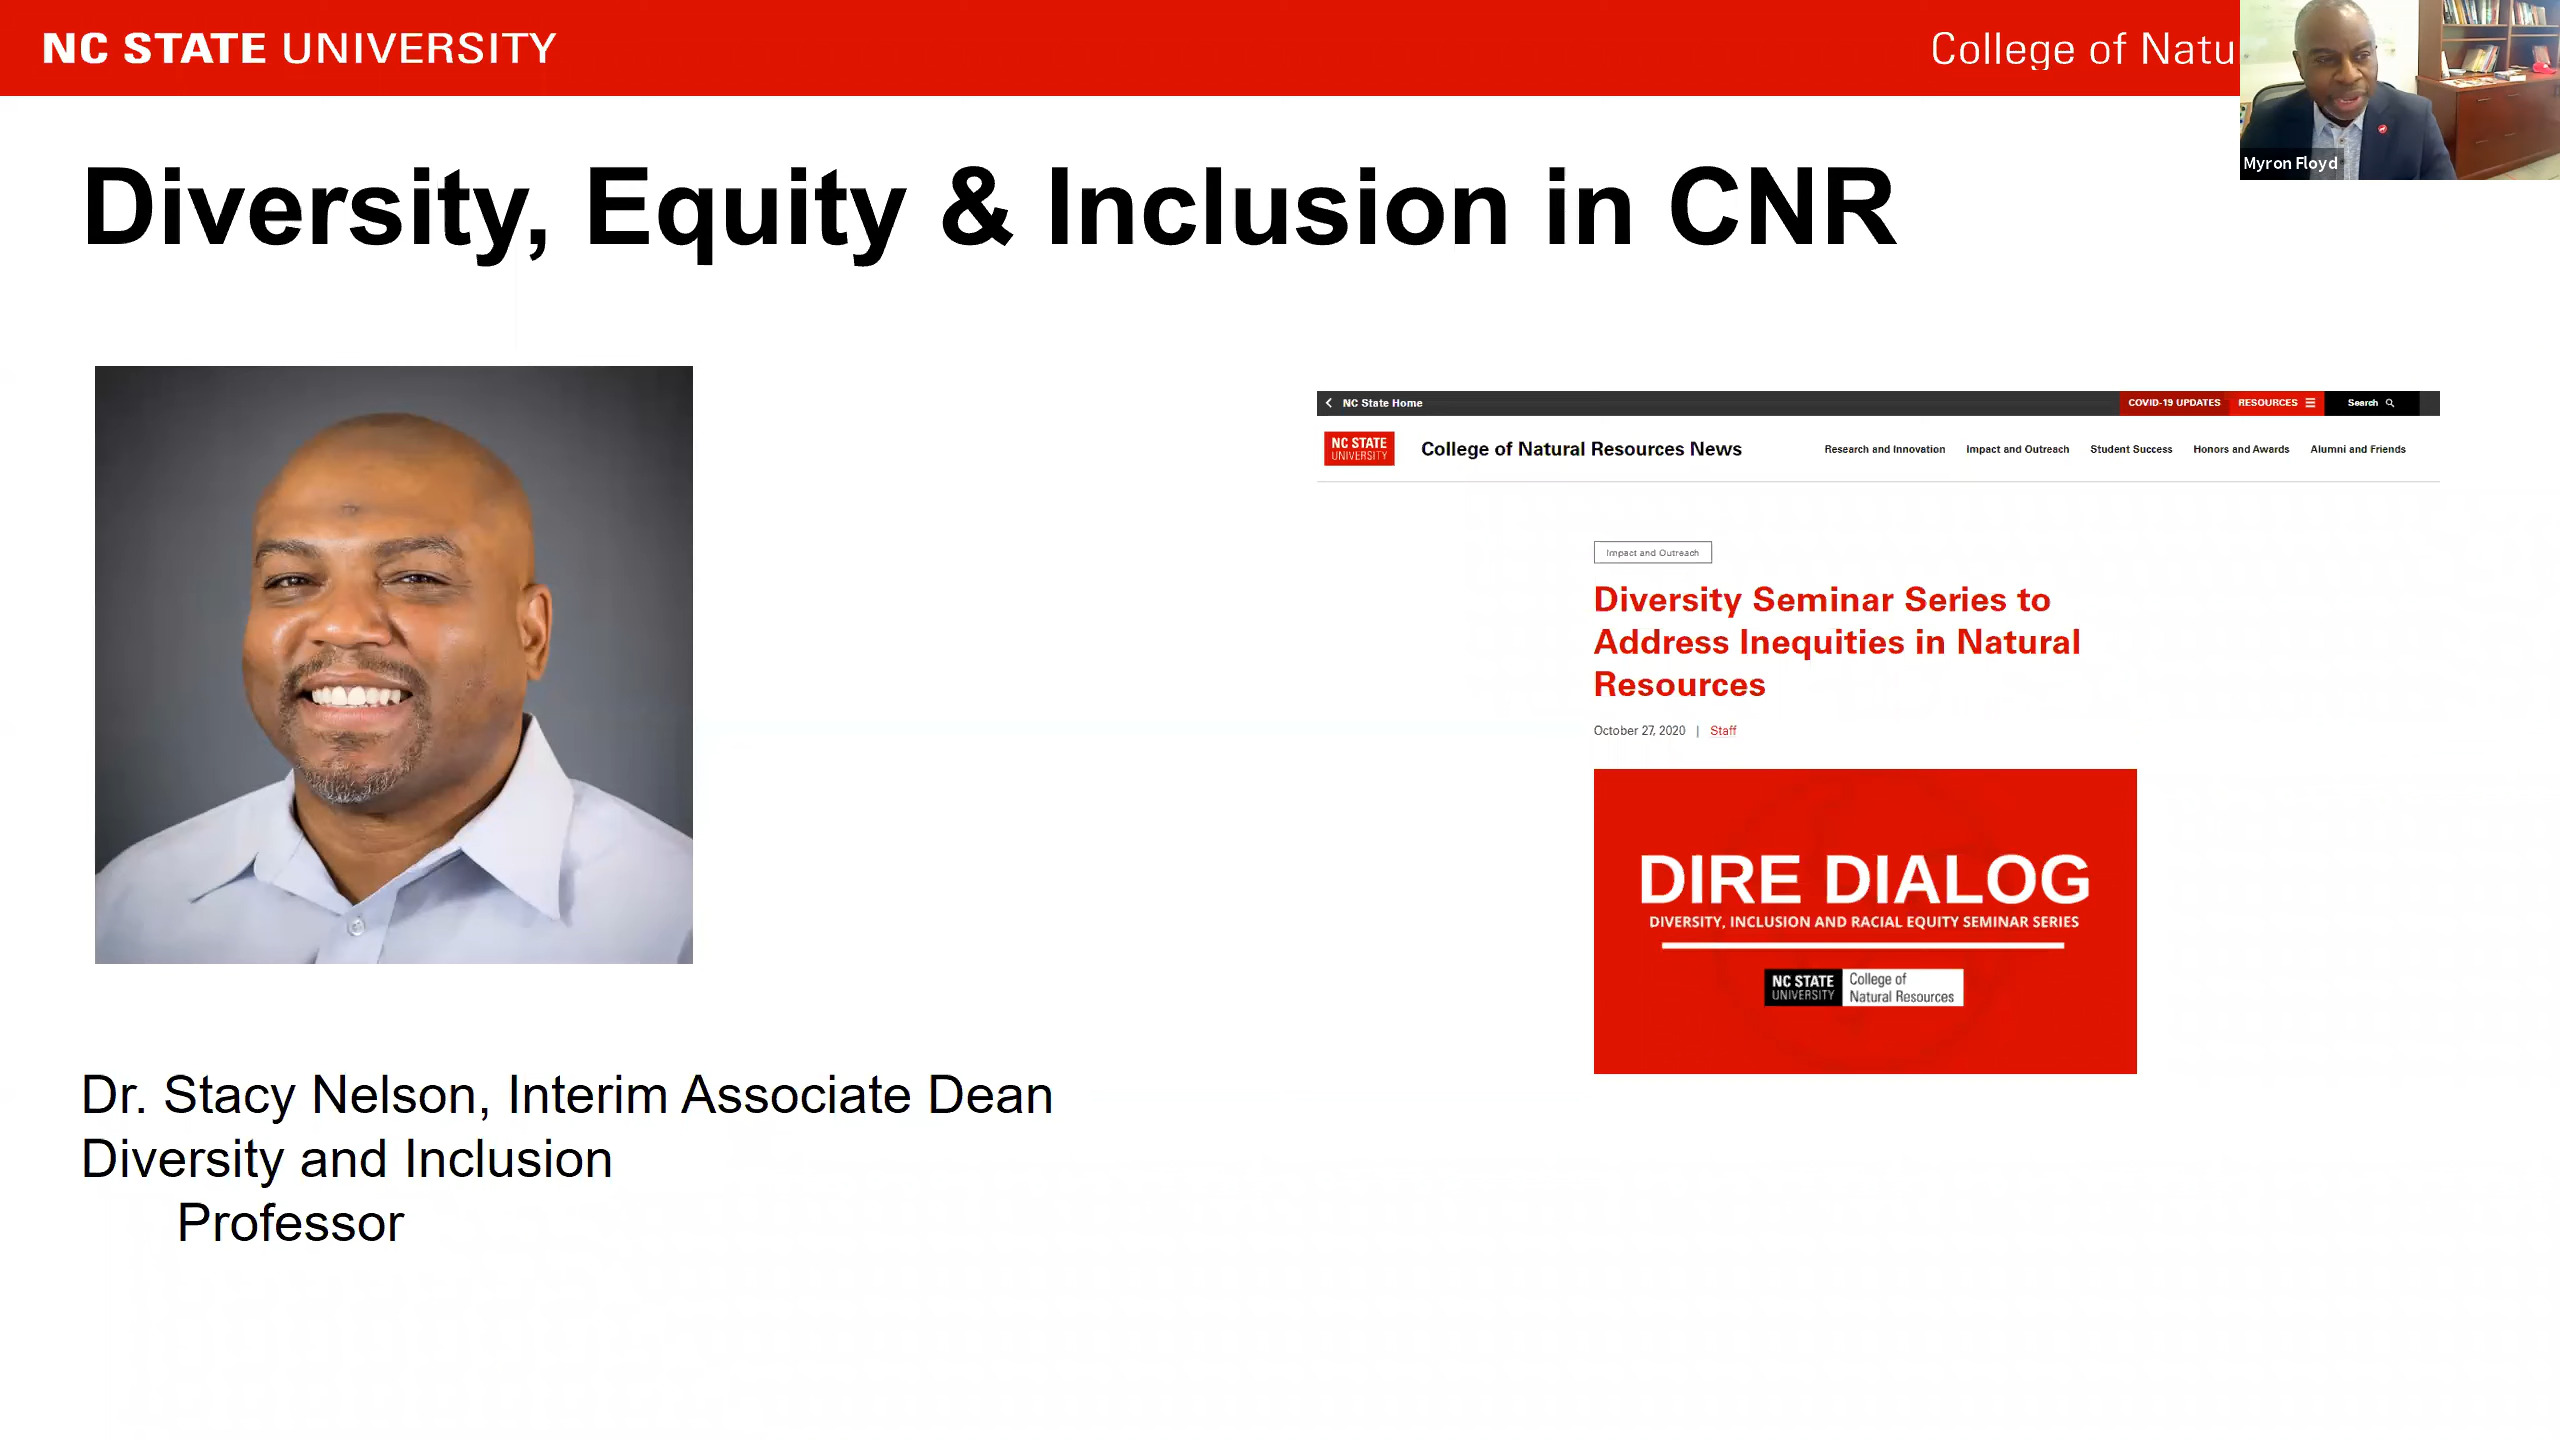 NC STATE UNIVERSITY
College of Natu
Myron Floyd
Diversity, Equity & Inclusion in CNR
NC State Home
COVID-19 UPDATES
RESOURCES
Search
NC STATE
UNIVERSITY
College of Natural Resources News
Research and Innovation
Impact and Outreach
Student Success
Honors and Awards
Alumni and Friends
Impact and Outreach
Diversity Seminar Series to
Address Inequities in Natural
Resources
October 27, 2020 | Staff
DIRE DIALOG
DIVERSITY, INCLUSION AND RACIAL EQUITY SEMINAR SERIES
NC STATE
UNIVERSITY
College of
Natural Resources
Dr. Stacy Nelson, Interim Associate Dean
Diversity and Inclusion
Professor